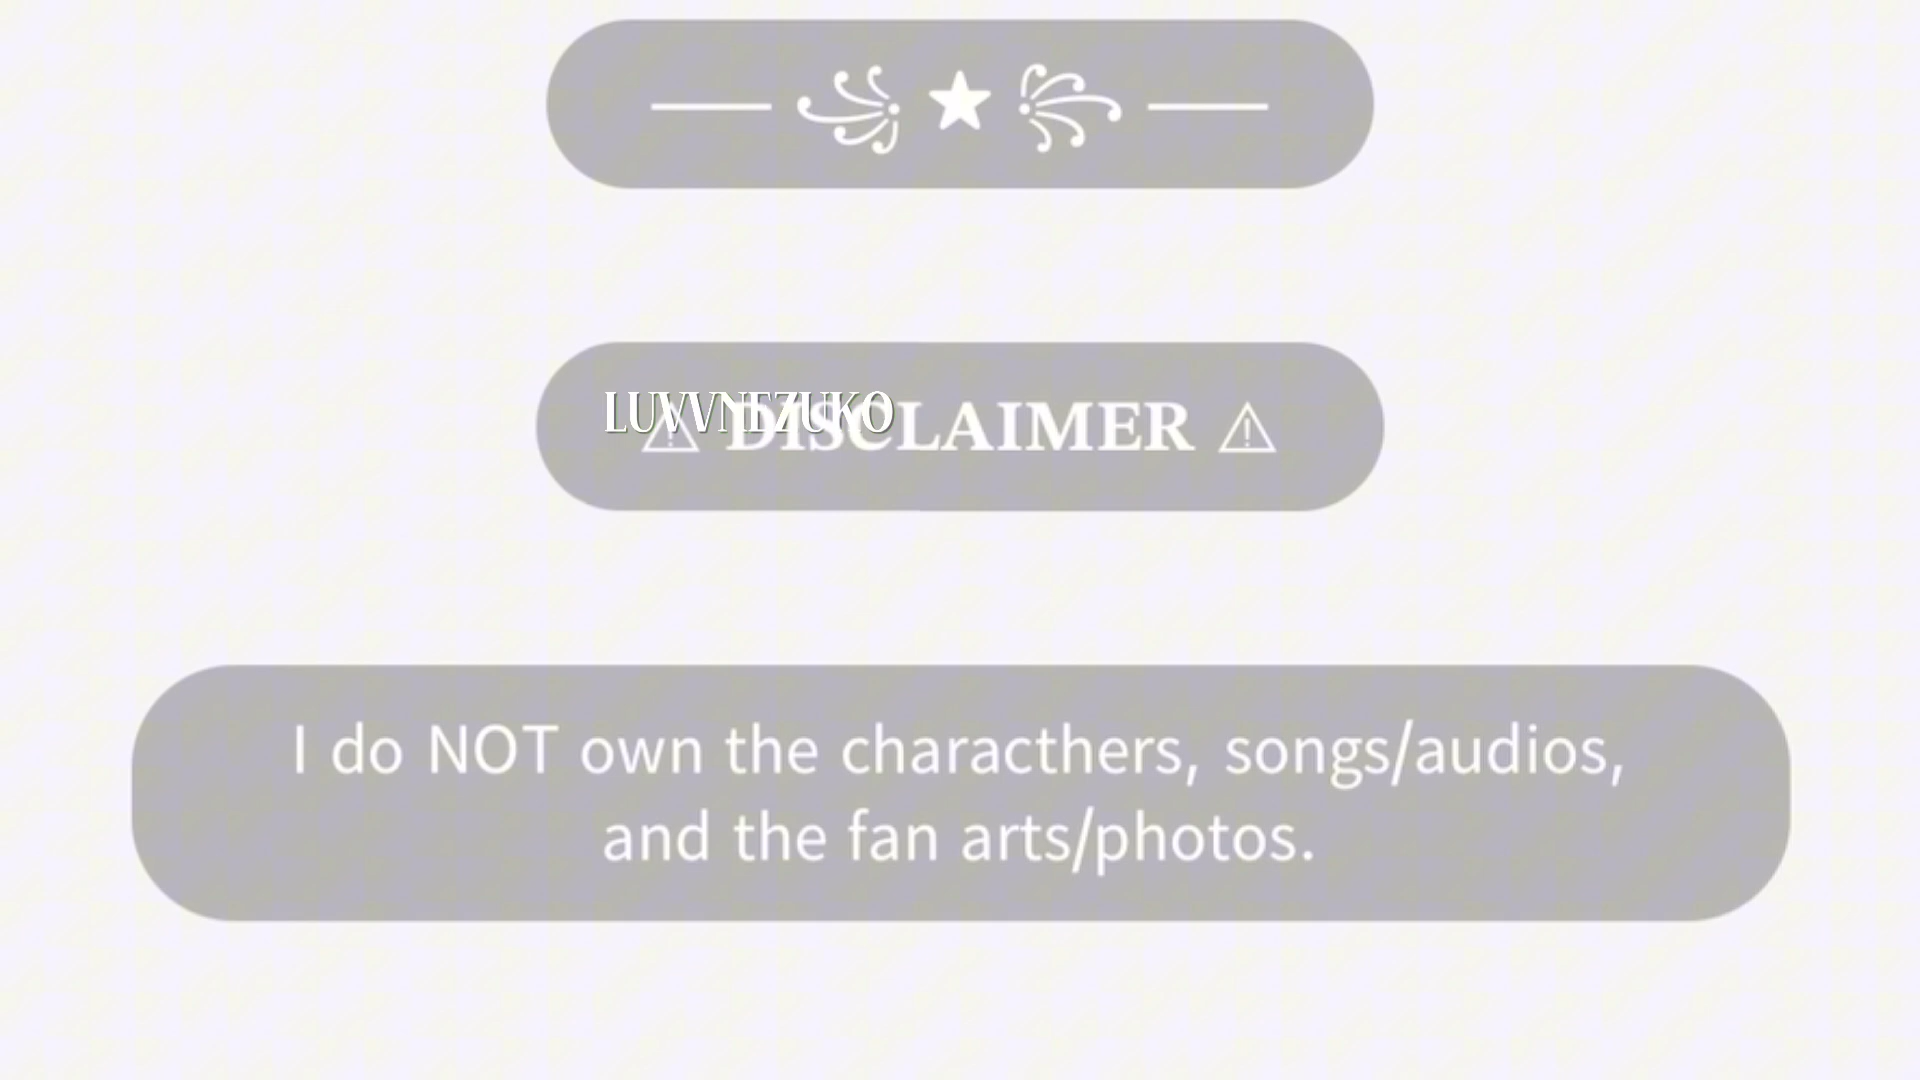 ── ★ ──
LUVVNEZUKO
⚠ DISCLAIMER ⚠
I do NOT own the characthers, songs/audios,
and the fan arts/photos.